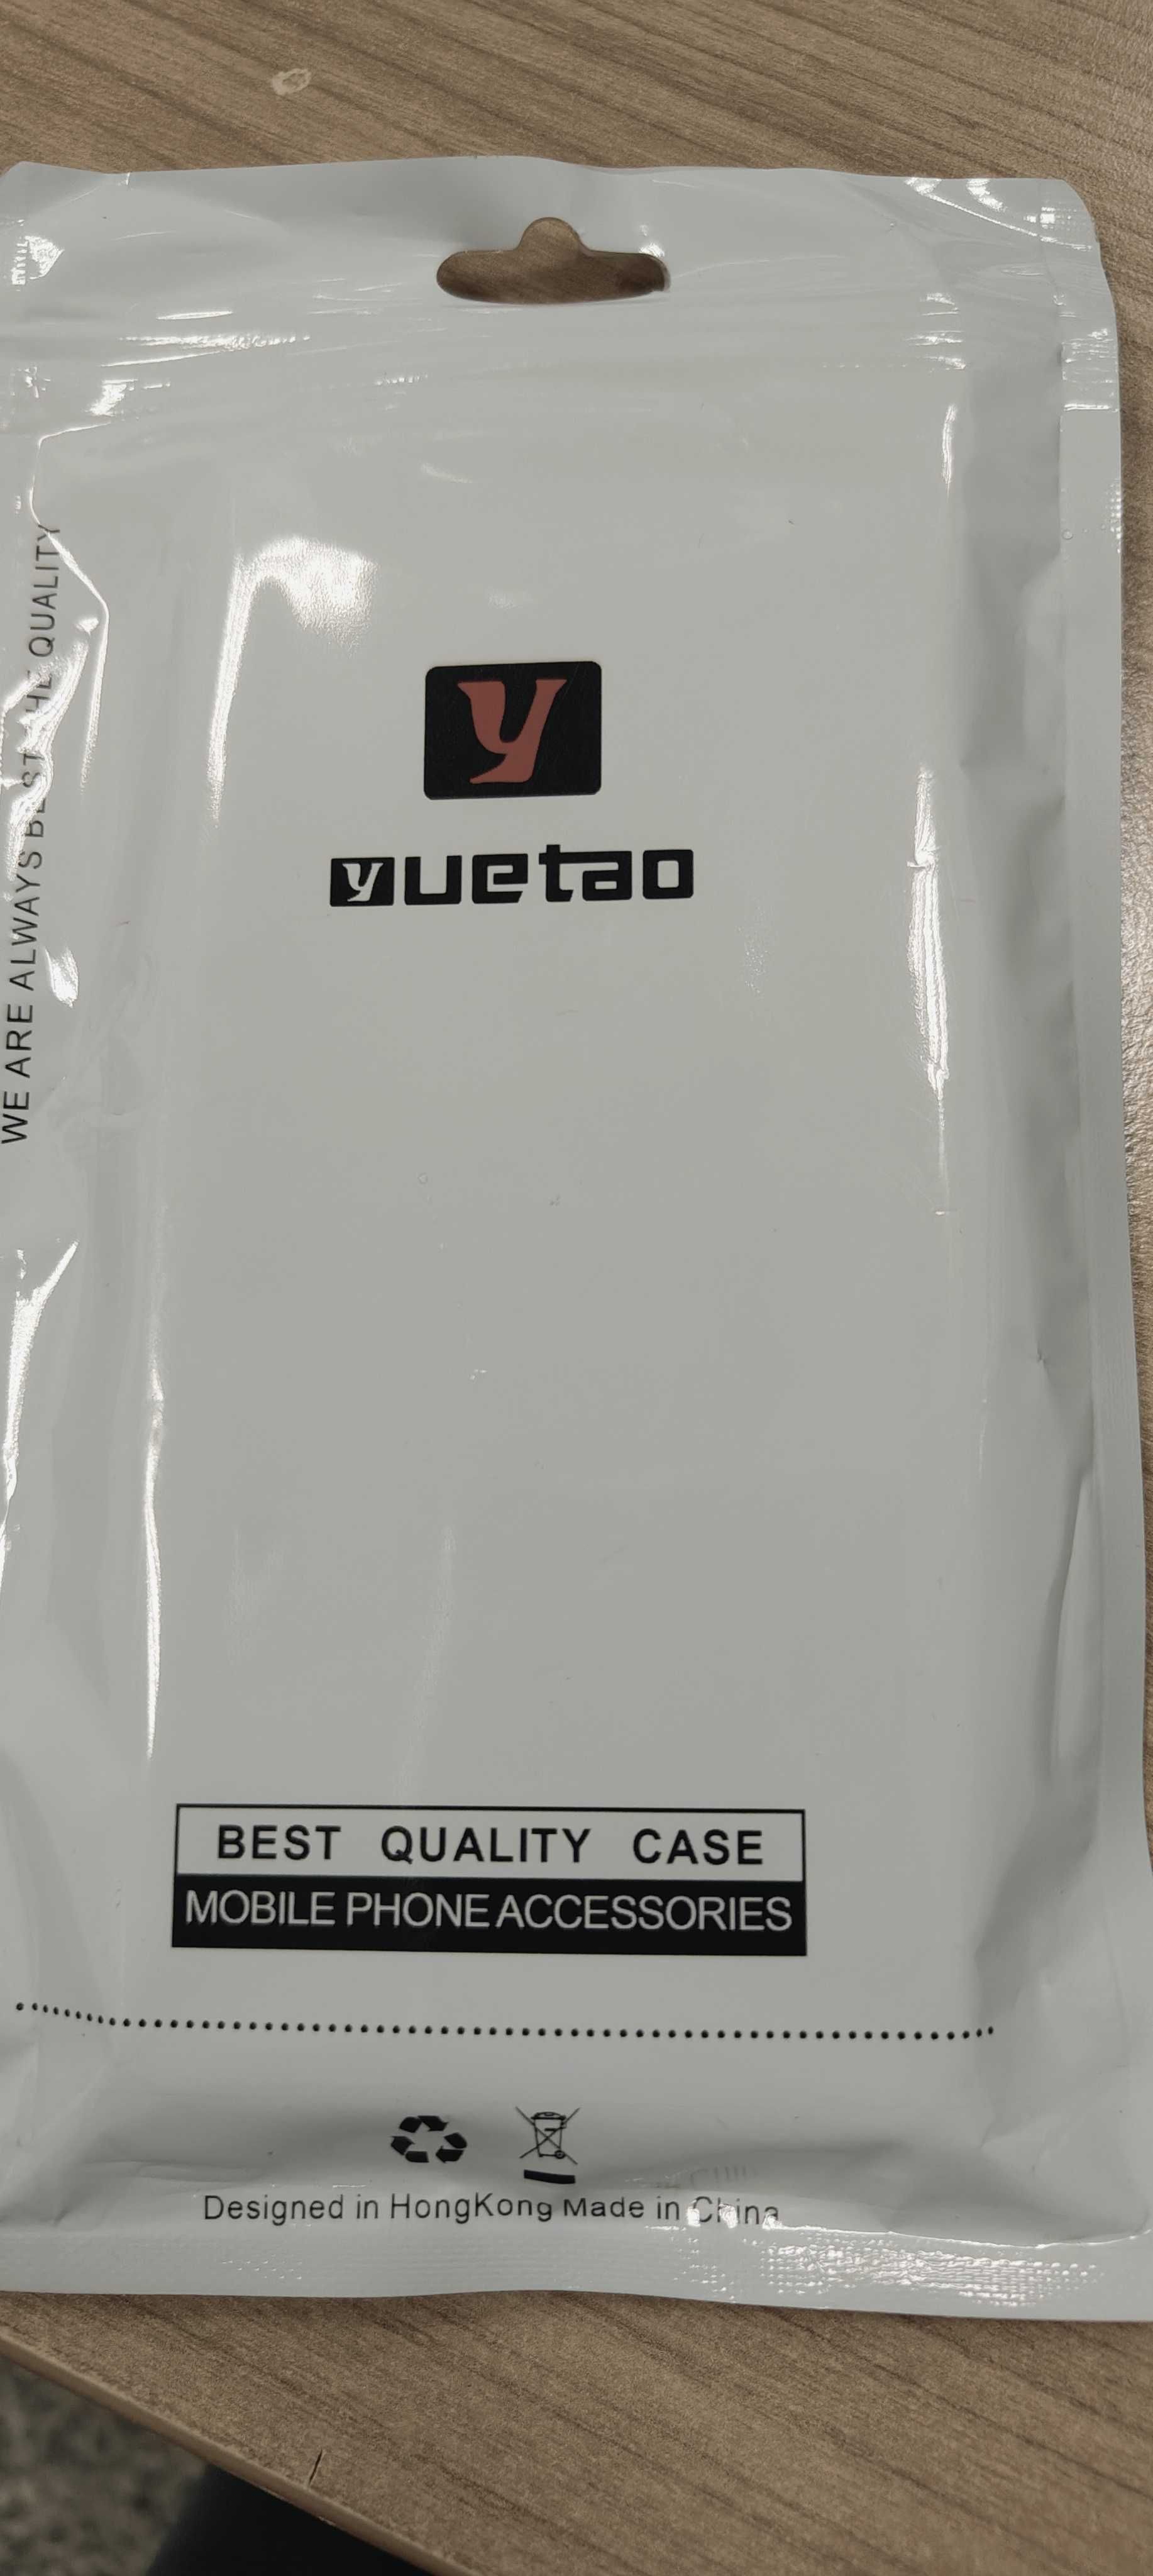 y
yuetao
WE ARE ALWAYS BEST THE QUALITY
BEST QUALITY CASE
MOBILE PHONE ACCESSORIES
Designed in HongKong Made in China